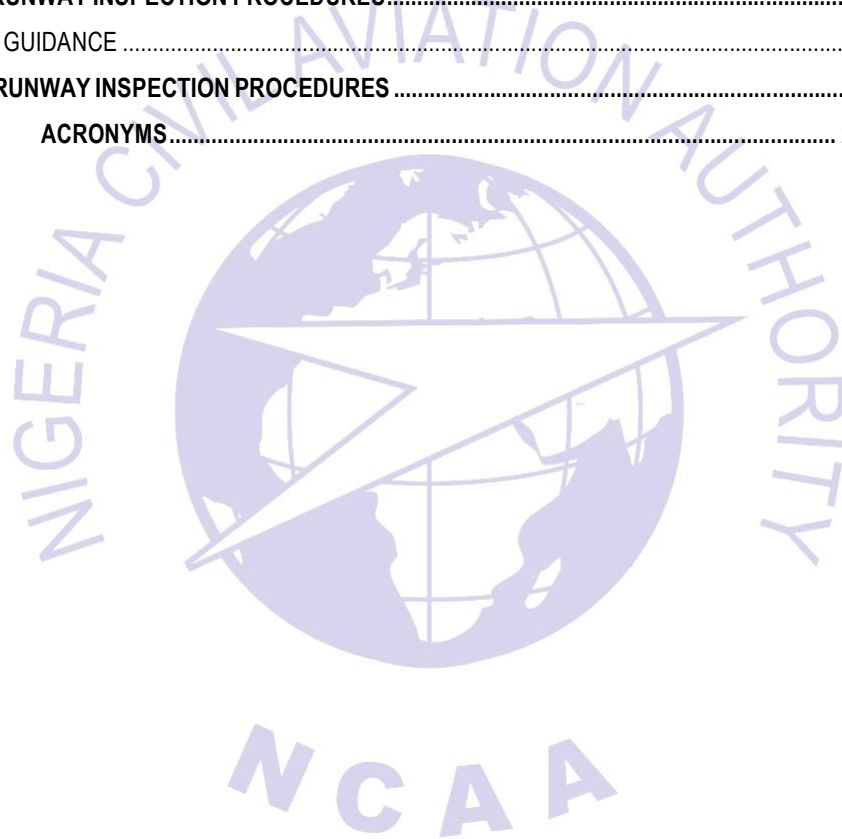 RUNWAY INSPECTION PROCEDURES
GUIDANCE
RUNWAY INSPECTION PROCEDURES
ACRONYMS
NIGERIA CIVIL AVIATION AUTHORITY
NCAA